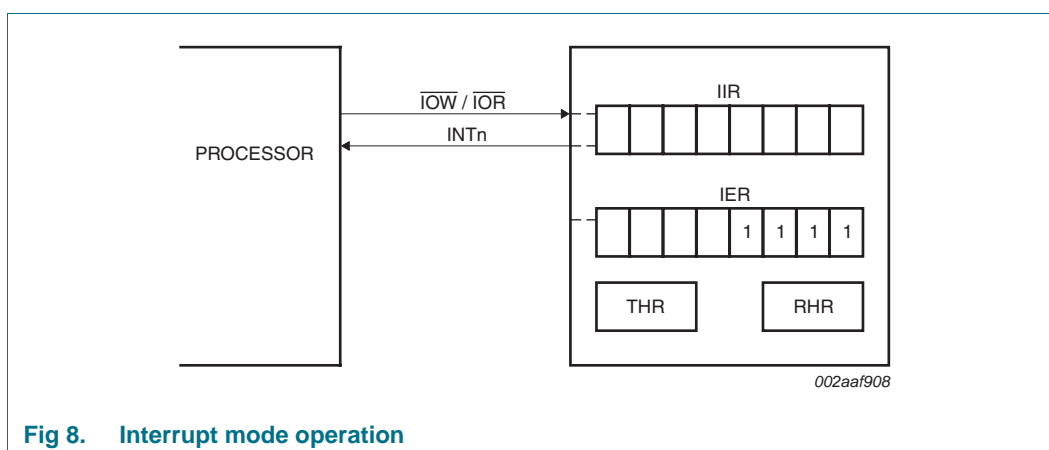 IIR
IOW / IOR
INTn
PROCESSOR
IER
1 1 1 1
THR RHR
002aaf908
Fig 8. Interrupt mode operation